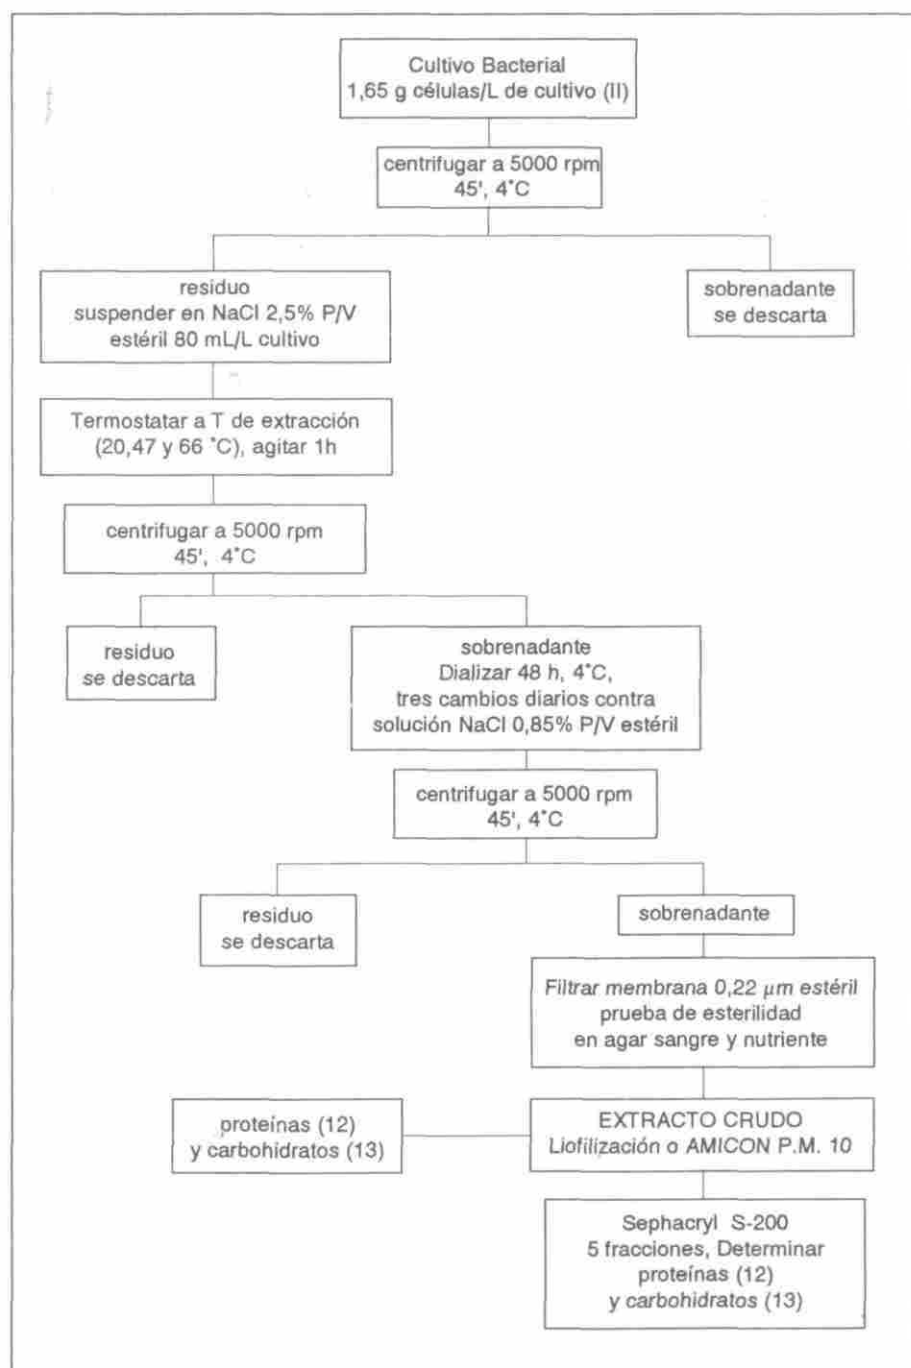 Cultivo Bacterial
1,65 g células/L de cultivo (II)
centrifugar a 5000 rpm
45', 4°C
residuo
suspender en NaCl 2,5% P/V
estéril 80 mL/L cultivo
sobrenadante
se descarta
Termostatar a T de extracción
(20,47 y 66 °C), agitar 1h
centrifugar a 5000 rpm
45', 4°C
residuo
se descarta
sobrenadante
Dializar 48 h, 4°C,
tres cambios diarios contra
solución NaCl 0,85% P/V estéril
centrifugar a 5000 rpm
45', 4°C
residuo
se descarta
sobrenadante
Filtrar membrana 0,22 µm estéril
prueba de esterilidad
en agar sangre y nutriente
proteínas (12)
y carbohidratos (13)
EXTRACTO CRUDO
Liofilización o AMICON P.M. 10
Sephacryl S-200
5 fracciones, Determinar
proteínas (12)
y carbohidratos (13)